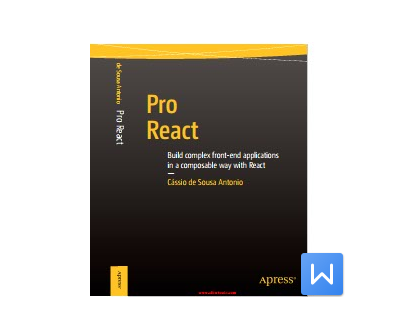 de Sousa Antonio
Pro React
Pro
React
Build complex front-end applications
in a composable way with React
Cássio de Sousa Antonio
Apress
Apress®
W